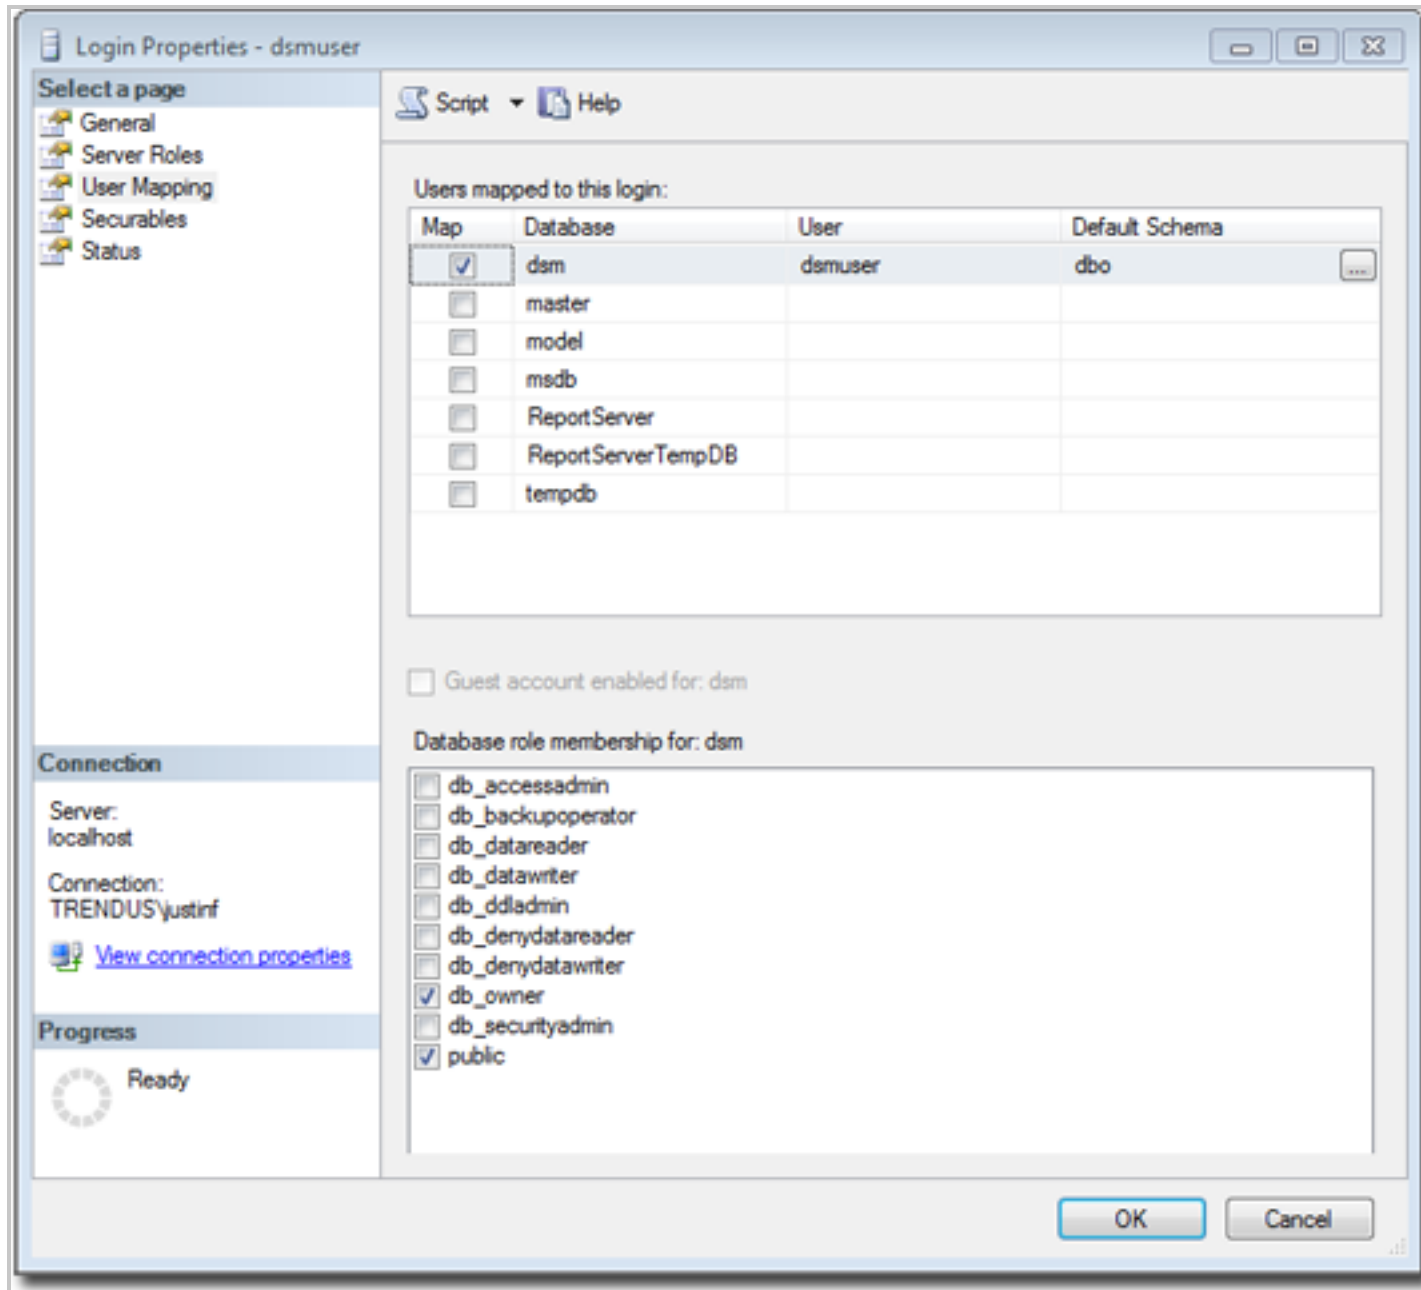 Login Properties - dsmuser
Select a page
General
Server Roles
User Mapping
Securables
Status
Script Help
Users mapped to this login:
Map Database User Default Schema
dsm dsmuser dbo ...
master
model
msdb
ReportServer
ReportServerTempDB
tempdb
Guest account enabled for: dsm
Database role membership for: dsm
db_accessadmin
db_backupoperator
db_datareader
db_datawriter
db_ddladmin
db_denydatareader
db_denydatawriter
db_owner
db_securityadmin
public
Connection
Server:
localhost
Connection:
TRENDUS\justinf
View connection properties
Progress
Ready
OK Cancel